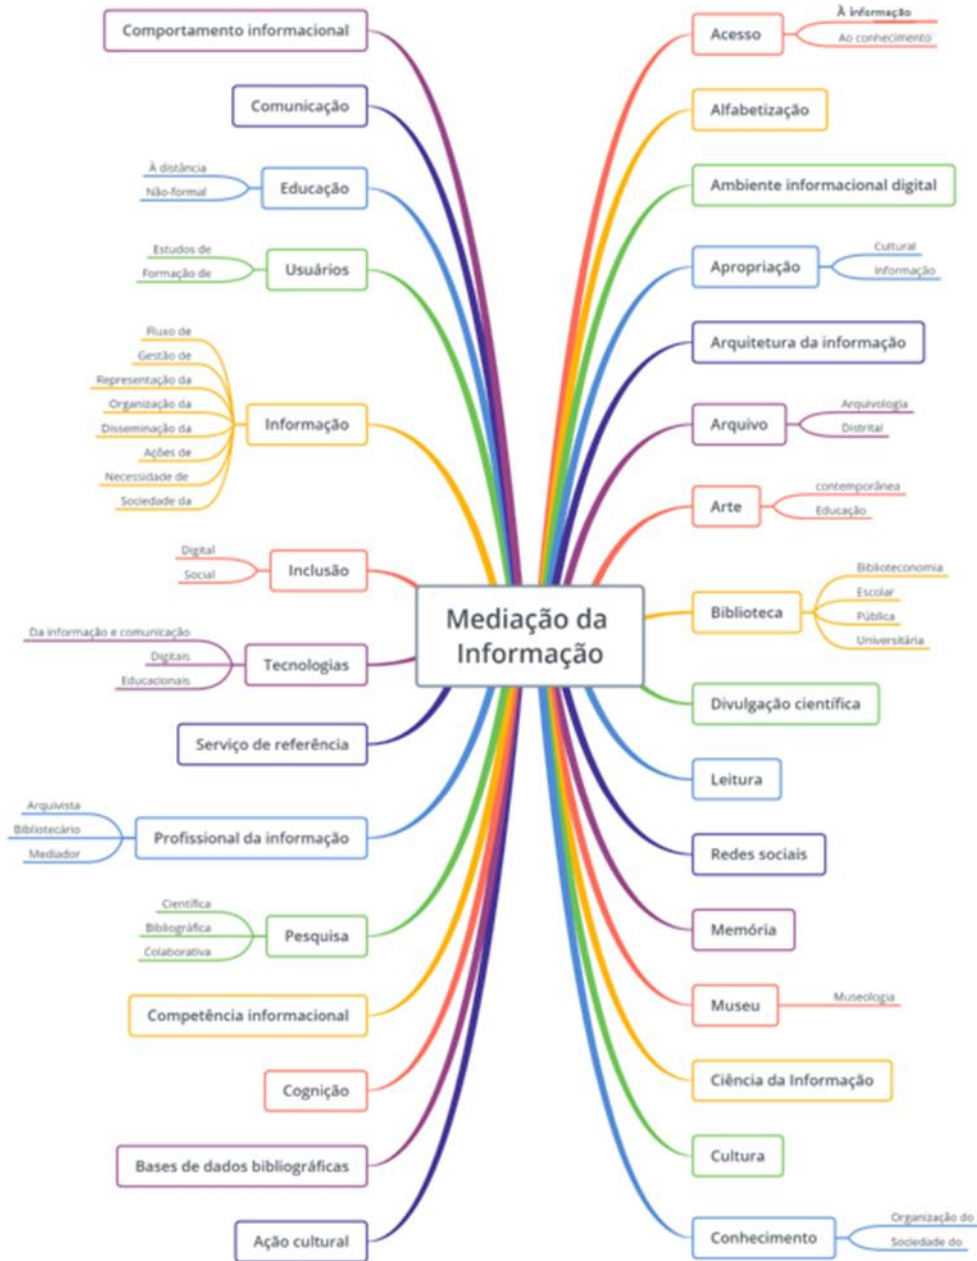 Comportamento informacional
Comunicação
À distância
Não-formal
Educação
Estudos de
Formação de
Usuários
Fluxo de
Gestão de
Representação da
Organização da
Disseminação da
Ações de
Necessidade de
Sociedade da
Informação
Digital
Social
Inclusão
Da informação e comunicação
Digitais
Educacionais
Tecnologias
Serviço de referência
Arquivista
Bibliotecário
Mediador
Profissional da informação
Científica
Bibliográfica
Colaborativa
Pesquisa
Competência informacional
Cognição
Bases de dados bibliográficas
Ação cultural
Mediação da
Informação
Acesso
À informação
Ao conhecimento
Alfabetização
Ambiente informacional digital
Apropriação
Cultural
Informação
Arquitetura da informação
Arquivo
Arquivologia
Distrital
Arte
contemporânea
Educação
Biblioteca
Biblioteconomia
Escolar
Pública
Universitária
Divulgação científica
Leitura
Redes sociais
Memória
Museu
Museologia
Ciência da Informação
Cultura
Conhecimento
Organização do
Sociedade do